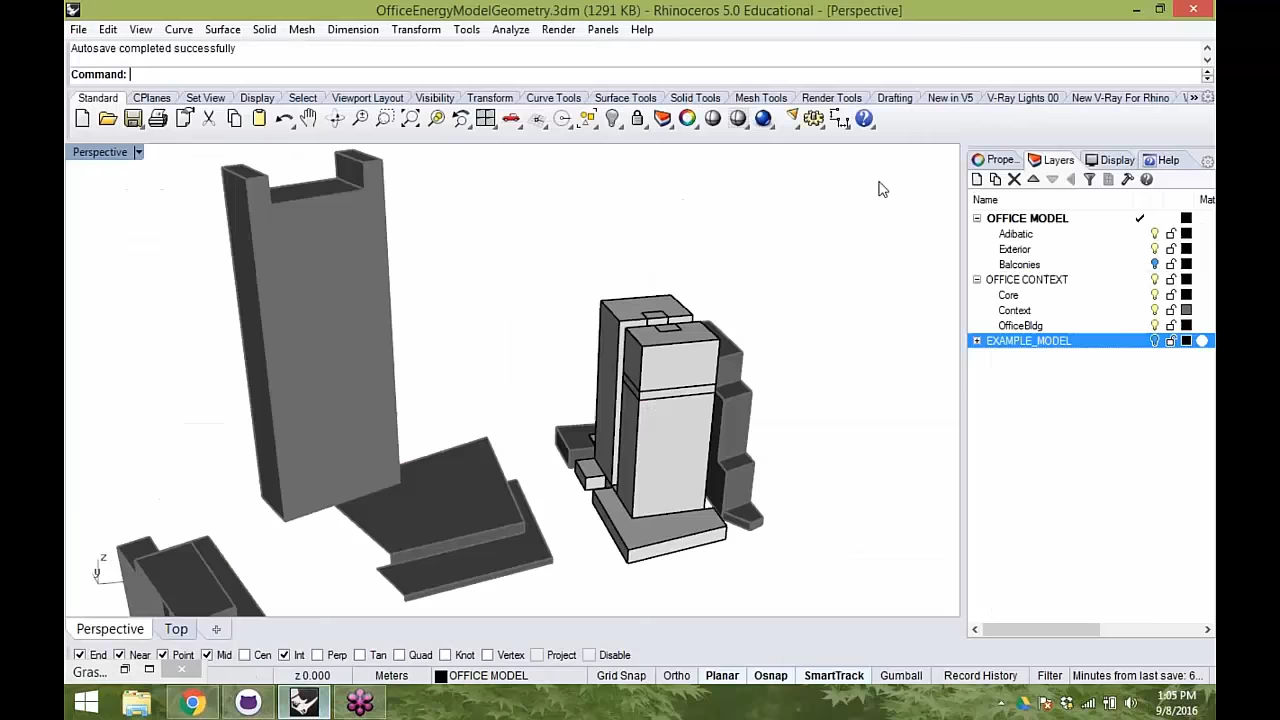 OfficeEnergyModelGeometry.3dm (1291 KB) - Rhinoceros 5.0 Educational - [Perspective]
File Edit View Curve Surface Solid Mesh Dimension Transform Tools Analyze Render Panels Help
Autosave completed successfully
Command:
Standard CPlanes Set View Display Select Viewport Layout Visibility Transform Curve Tools Surface Tools Solid Tools Mesh Tools Render Tools Drafting New in V5 V-Ray Lights 00 New V-Ray For Rhino
Perspective
Prope... Layers Display Help
Name Mat
OFFICE MODEL
Adibatic
Exterior
Balconies
OFFICE CONTEXT
Core
Context
OfficeBldg
EXAMPLE_MODEL
z
y
Perspective Top
End Near Point Mid Cen Int Perp Tan Quad Knot Vertex Project Disable
Gras...
z 0.000 Meters OFFICE MODEL Grid Snap Ortho Planar Osnap SmartTrack Gumball Record History Filter Minutes from last save: 6...
1:05 PM
9/8/2016